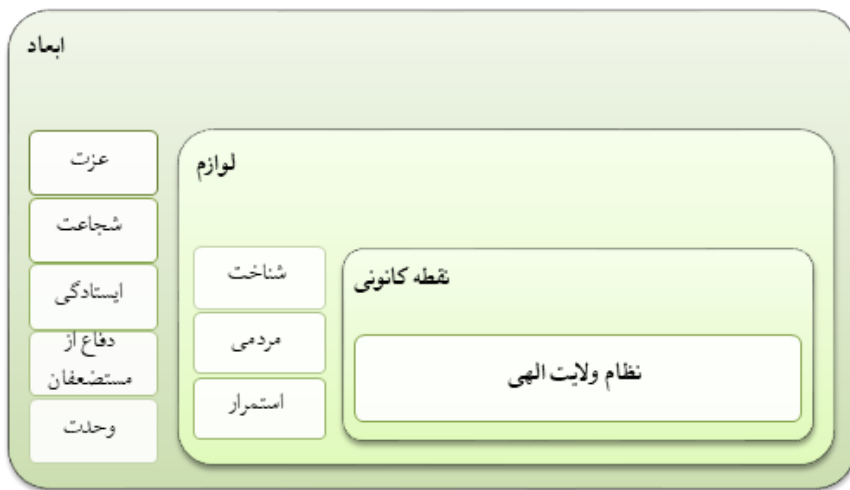 ابعاد
عزت
شجاعت
ایستادگی
دفاع از
مستضعفان
وحدت
لوازم
شناخت
مردمی
استمرار
نقطه کانونی
نظام ولایت الهی